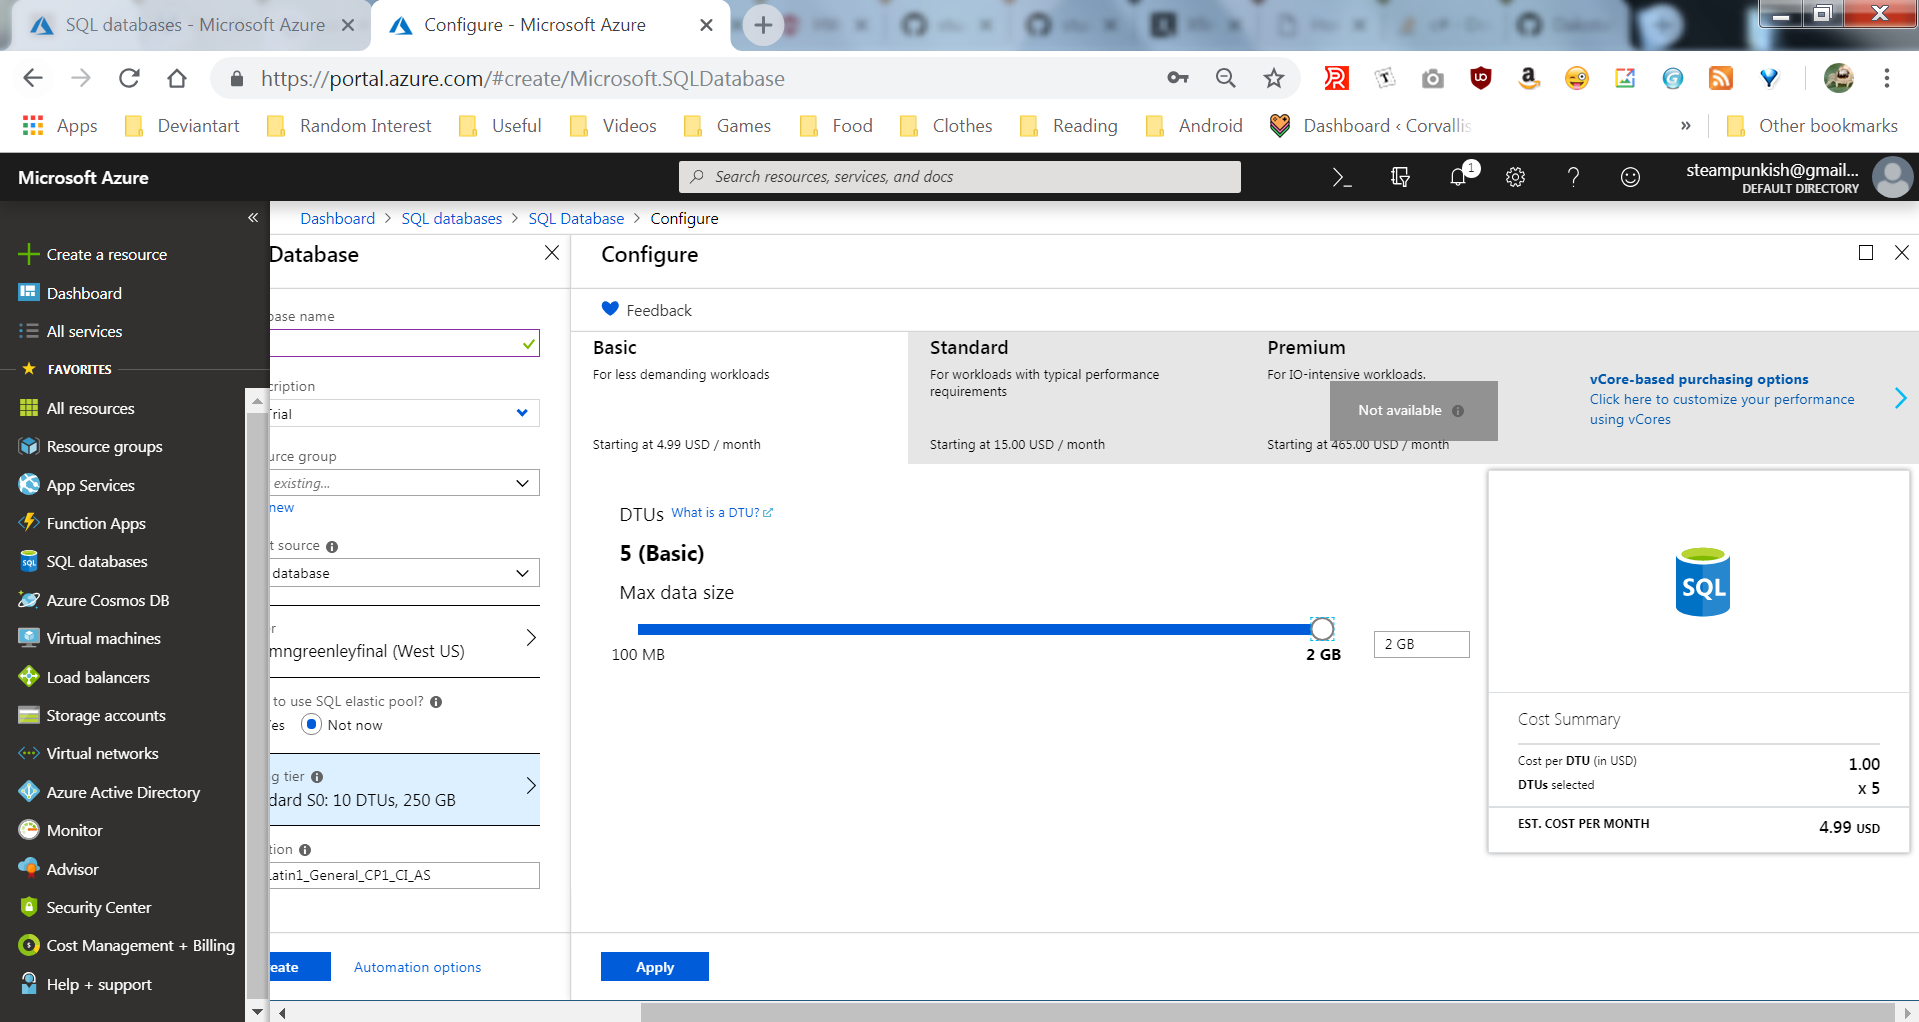 SQL databases - Microsoft Azure
Configure - Microsoft Azure
https://portal.azure.com/#create/Microsoft.SQLDatabase
Apps
Deviantart
Random Interest
Useful
Videos
Games
Food
Clothes
Reading
Android
Dashboard ‹ Corvallis
»
Other bookmarks
Microsoft Azure
Search resources, services, and docs
1
steampunkish@gmail...
DEFAULT DIRECTORY
Dashboard > SQL databases > SQL Database > Configure
Create a resource
Dashboard
All services
FAVORITES
All resources
Resource groups
App Services
Function Apps
SQL databases
Azure Cosmos DB
Virtual machines
Load balancers
Storage accounts
Virtual networks
Azure Active Directory
Monitor
Advisor
Security Center
Cost Management + Billing
Help + support
Database
base name
cription
rial
urce group
existing...
new
t source
database
r
mngreenleyfinal (West US)
to use SQL elastic pool?
es
Not now
g tier
dard S0: 10 DTUs, 250 GB
tion
Latin1_General_CP1_CI_AS
eate
Automation options
Configure
Feedback
Basic
For less demanding workloads
Starting at 4.99 USD / month
Standard
For workloads with typical performance
requirements
Starting at 15.00 USD / month
Premium
For IO-intensive workloads.
Not available
Starting at 465.00 USD / month
vCore-based purchasing options
Click here to customize your performance
using vCores
DTUs What is a DTU?
5 (Basic)
Max data size
100 MB
2 GB
2 GB
SQL
Cost Summary
Cost per DTU (in USD)
1.00
DTUs selected
x 5
EST. COST PER MONTH
4.99 USD
Apply